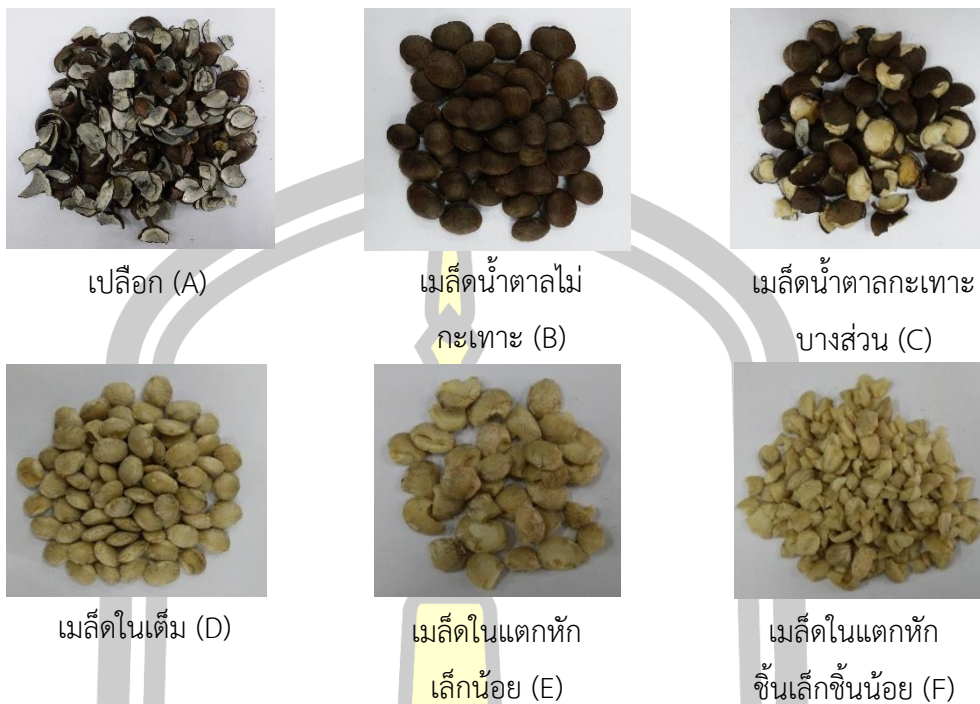 เปลือก (A)
เมล็ดน้ำตาลไม่
กะเทาะ (B)
เมล็ดน้ำตาลกะเทาะ
บางส่วน (C)
เมล็ดในเต็ม (D)
เมล็ดในแตกหัก
เล็กน้อย (E)
เมล็ดในแตกหัก
ชิ้นเล็กชิ้นน้อย (F)